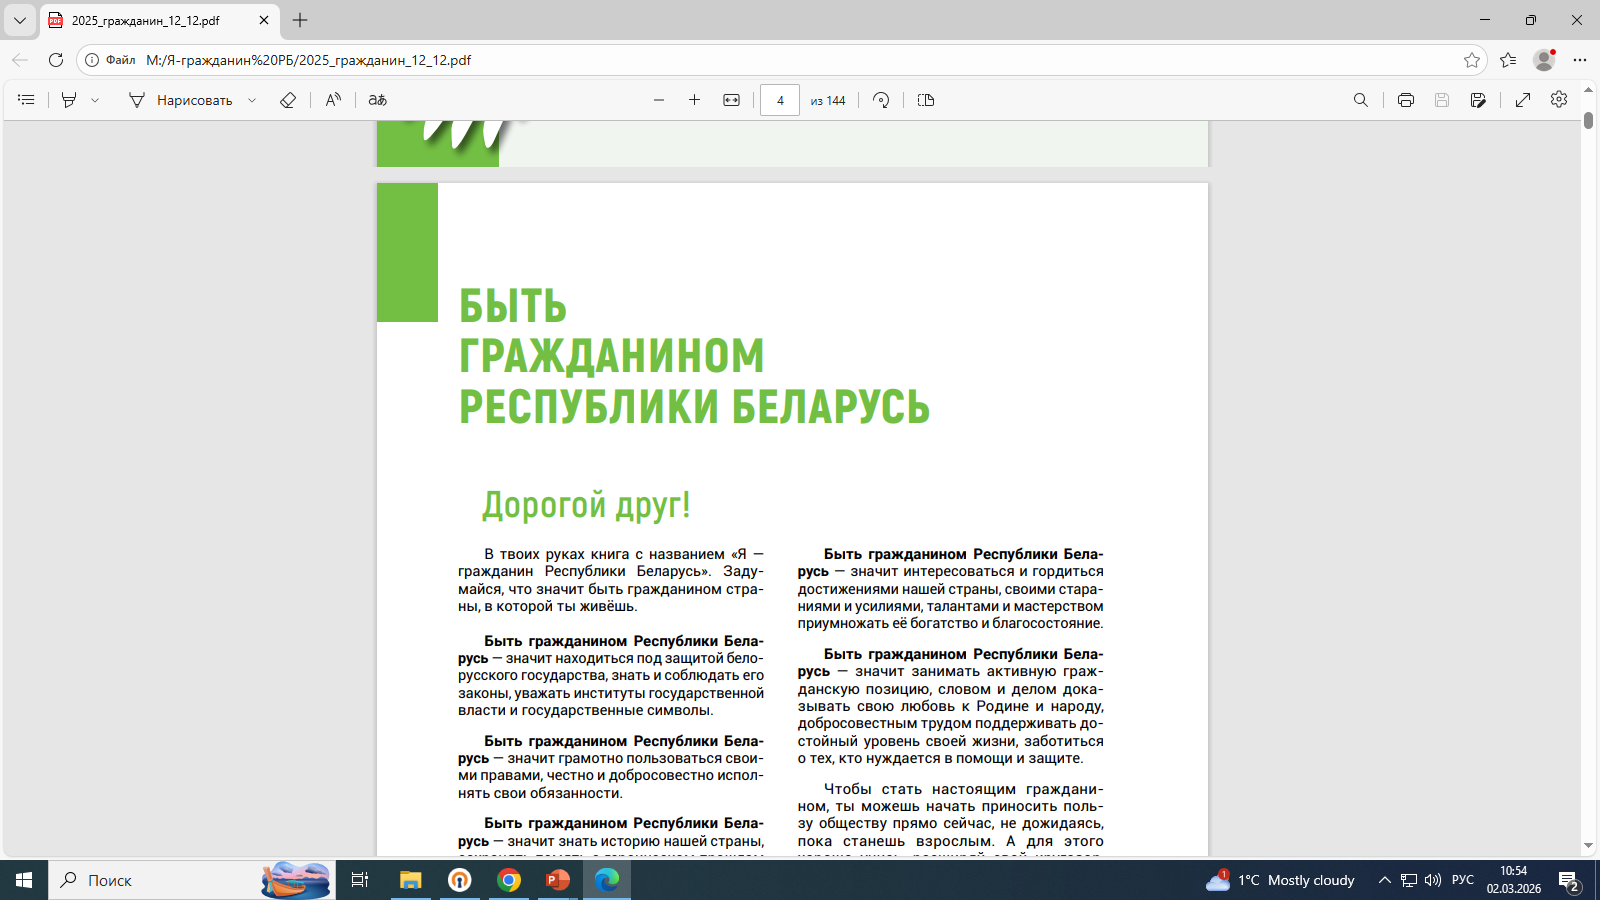 2025_гражданин_12_12.pdf
Файл M:/Я-гражданин%20РБ/2025_гражданин_12_12.pdf
Нарисовать
4 из 144
БЫТЬ
ГРАЖДАНИНОМ
РЕСПУБЛИКИ БЕЛАРУСЬ
Дорогой друг!
В твоих руках книга с названием «Я —
гражданин Республики Беларусь». Заду-
майся, что значит быть гражданином стра-
ны, в которой ты живёшь.
Быть гражданином Республики Бела-
русь — значит находиться под защитой бело-
русского государства, знать и соблюдать его
законы, уважать институты государственной
власти и государственные символы.
Быть гражданином Республики Бела-
русь — значит грамотно пользоваться свои-
ми правами, честно и добросовестно испол-
нять свои обязанности.
Быть гражданином Республики Бела-
русь — значит знать историю нашей страны,
Быть гражданином Республики Бела-
русь — значит интересоваться и гордиться
достижениями нашей страны, своими стара-
ниями и усилиями, талантами и мастерством
приумножать её богатство и благосостояние.
Быть гражданином Республики Бела-
русь — значит занимать активную граж-
данскую позицию, словом и делом дока-
зывать свою любовь к Родине и народу,
добросовестным трудом поддерживать до-
стойный уровень своей жизни, заботиться
о тех, кто нуждается в помощи и защите.
Чтобы стать настоящим граждани-
ном, ты можешь начать приносить поль-
зу обществу прямо сейчас, не дожидаясь,
пока станешь взрослым. А для этого
Поиск
1
1°C Mostly cloudy
РУС
10:54
02.03.2026
2